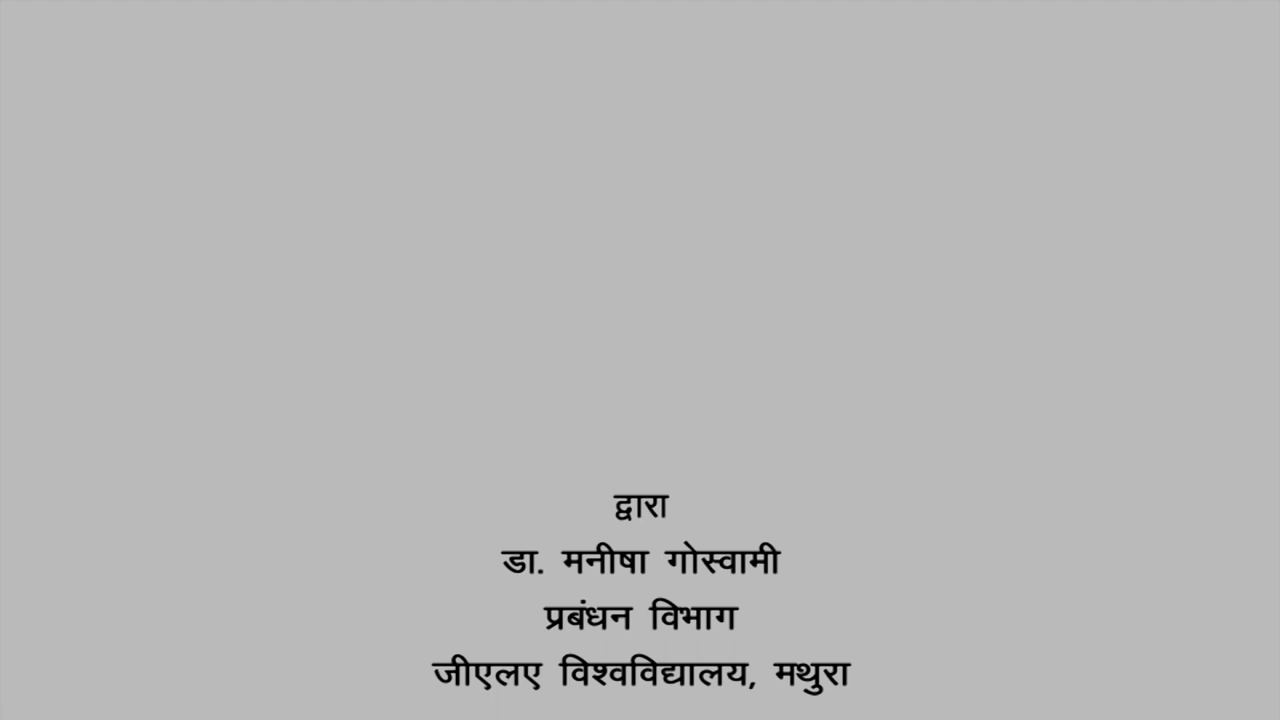 द्वारा
डा. मनीषा गोस्वामी
प्रबंधन विभाग
जीएलए विश्वविद्यालय, मथुरा